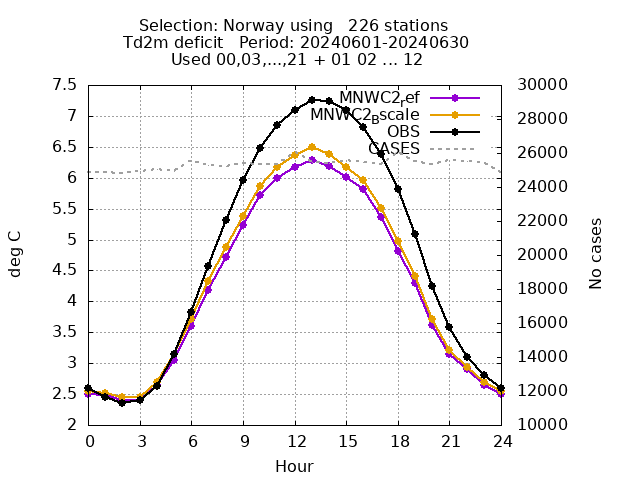 Selection: Norway using   226 stations
Td2m deficit   Period: 20240601-20240630
Used 00,03,...,21 + 01 02 ... 12
7.5
7
6.5
6
5.5
5
4.5
4
3.5
3
2.5
2
deg C
MNWC2ref
MNWC2Bscale
OBS
CASES
30000
28000
26000
24000
22000
20000
18000
16000
14000
12000
10000
No cases
0 3 6 9 12 15 18 21 24
Hour